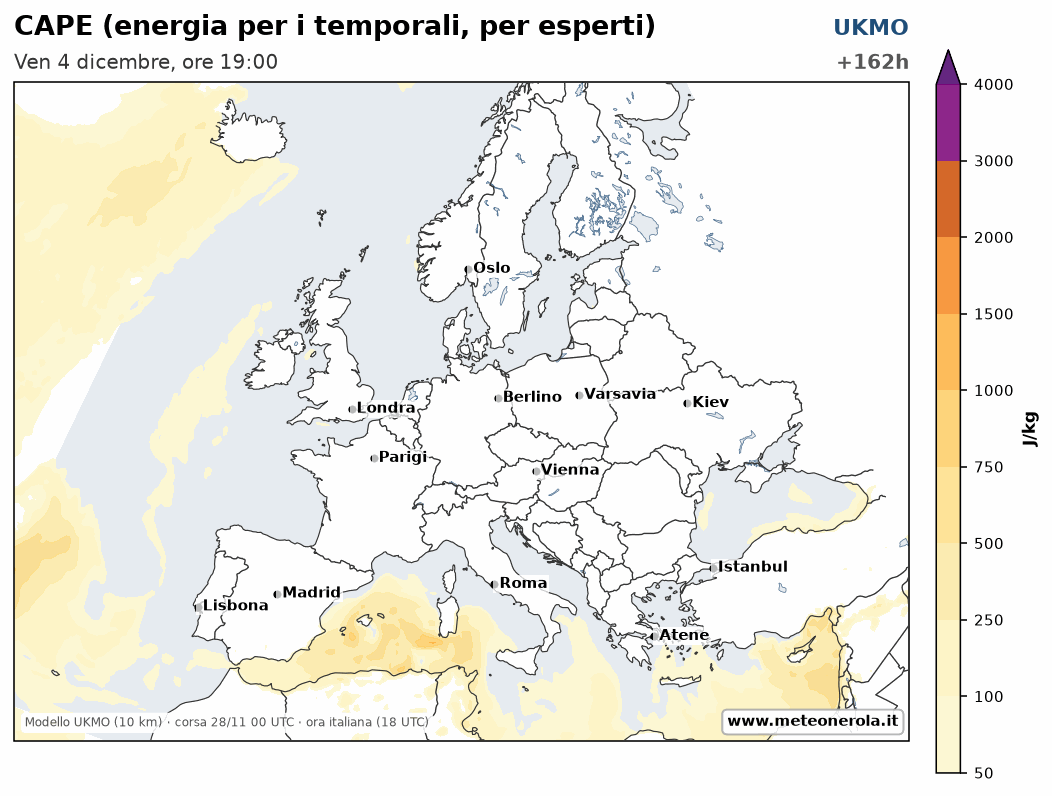 CAPE (energia per i temporali, per esperti)
UKMO
Ven 4 dicembre, ore 19:00
+162h
4000
3000
2000
1500
1000
750
500
250
100
50
J/kg
Oslo
Berlino
Varsavia
Kiev
Londra
Parigi
Vienna
Istanbul
Roma
Madrid
Lisbona
Atene
Modello UKMO (10 km) · corsa 28/11 00 UTC · ora italiana (18 UTC)
www.meteonerola.it